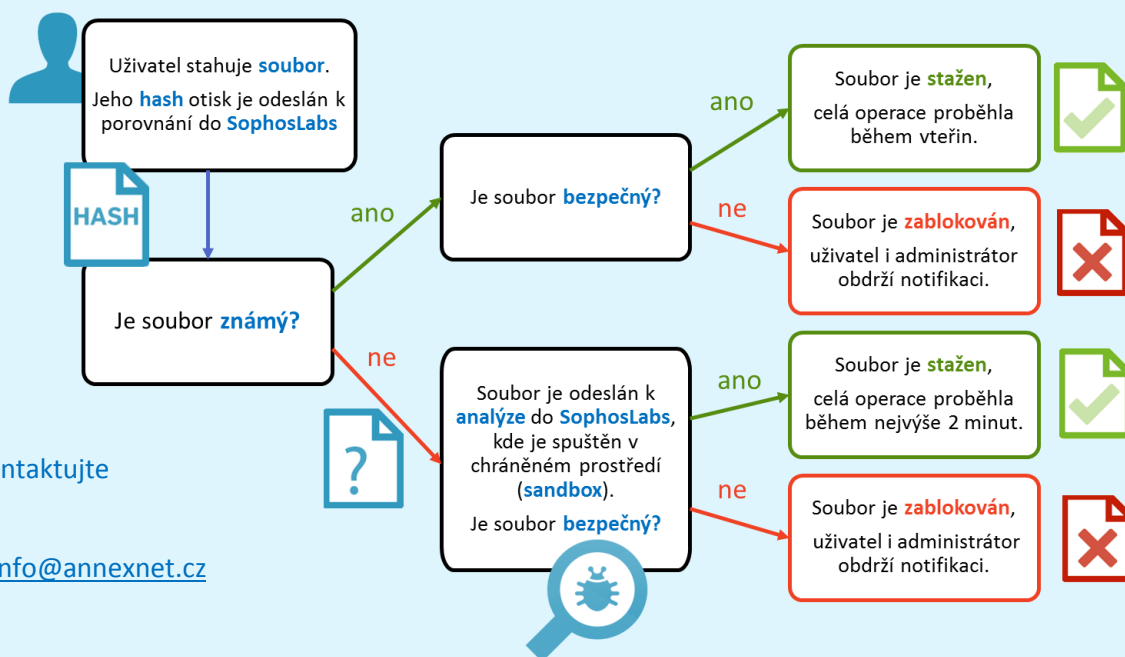 Uživatel stahuje soubor.
Jeho hash otisk je odeslán k
porovnání do SophosLabs
HASH
Je soubor známý?
ano
ne
Je soubor bezpečný?
ano
ne
Soubor je stažen,
celá operace proběhla
během vteřin.
Soubor je zablokován,
uživatel i administrátor
obdrží notifikaci.
?
Soubor je odeslán k
analýze do SophosLabs,
kde je spuštěn v
chráněném prostředí
(sandbox).
Je soubor bezpečný?
ano
ne
Soubor je stažen,
celá operace proběhla
během nejvýše 2 minut.
Soubor je zablokován,
uživatel i administrátor
obdrží notifikaci.
ntaktujte
nfo@annexnet.cz